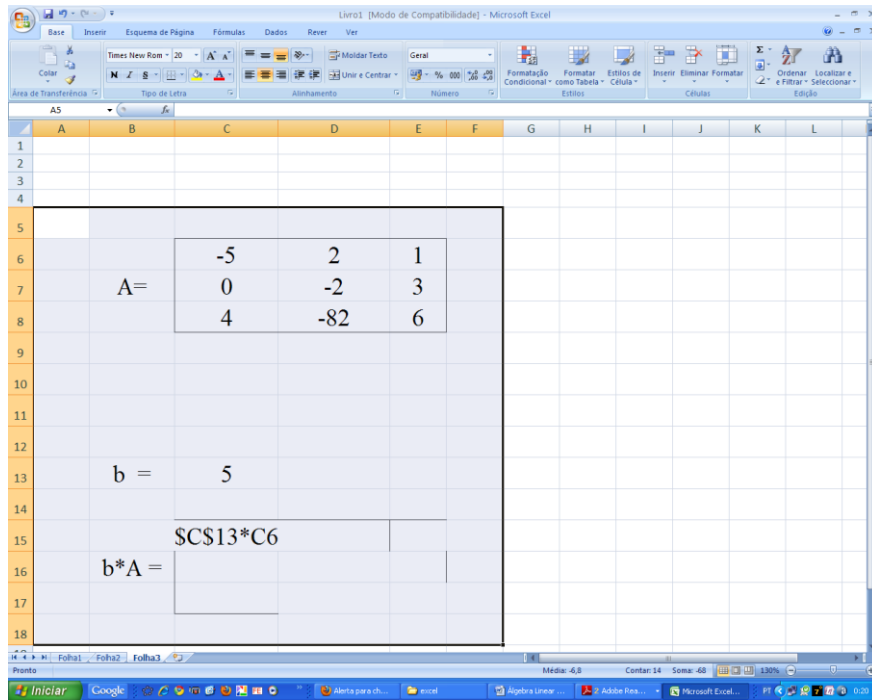 Livro1 [Modo de Compatibilidade] - Microsoft Excel
Base Inserir Esquema de Página Fórmulas Dados Rever Ver
Times New Rom 20 A A Moldar Texto Geral
Colar N I S A Unir e Centrar % 000 Formatação Condicional Formatar como Tabela Estilos de Célula Inserir Eliminar Formatar Σ Ordenar e Filtrar Localizar e Seleccionar
Área de Transferência Tipo de Letra Alinhamento Número Estilos Células Edição
A5 fx
A B C D E F G H I J K L
1
2
3
4
5
6 -5 2 1
7 A= 0 -2 3
8 4 -82 6
9
10
11
12
13 b = 5
14
15 $C$13*C6
16 b*A =
17
18
Folha1 Folha2 Folha3
Pronto Média: -6,8 Contar: 14 Soma: -68 130%
Iniciar Google Alerta para ch... excel Álgebra Linear ... 2 Adobe Rea... Microsoft Excel... PT 0:20